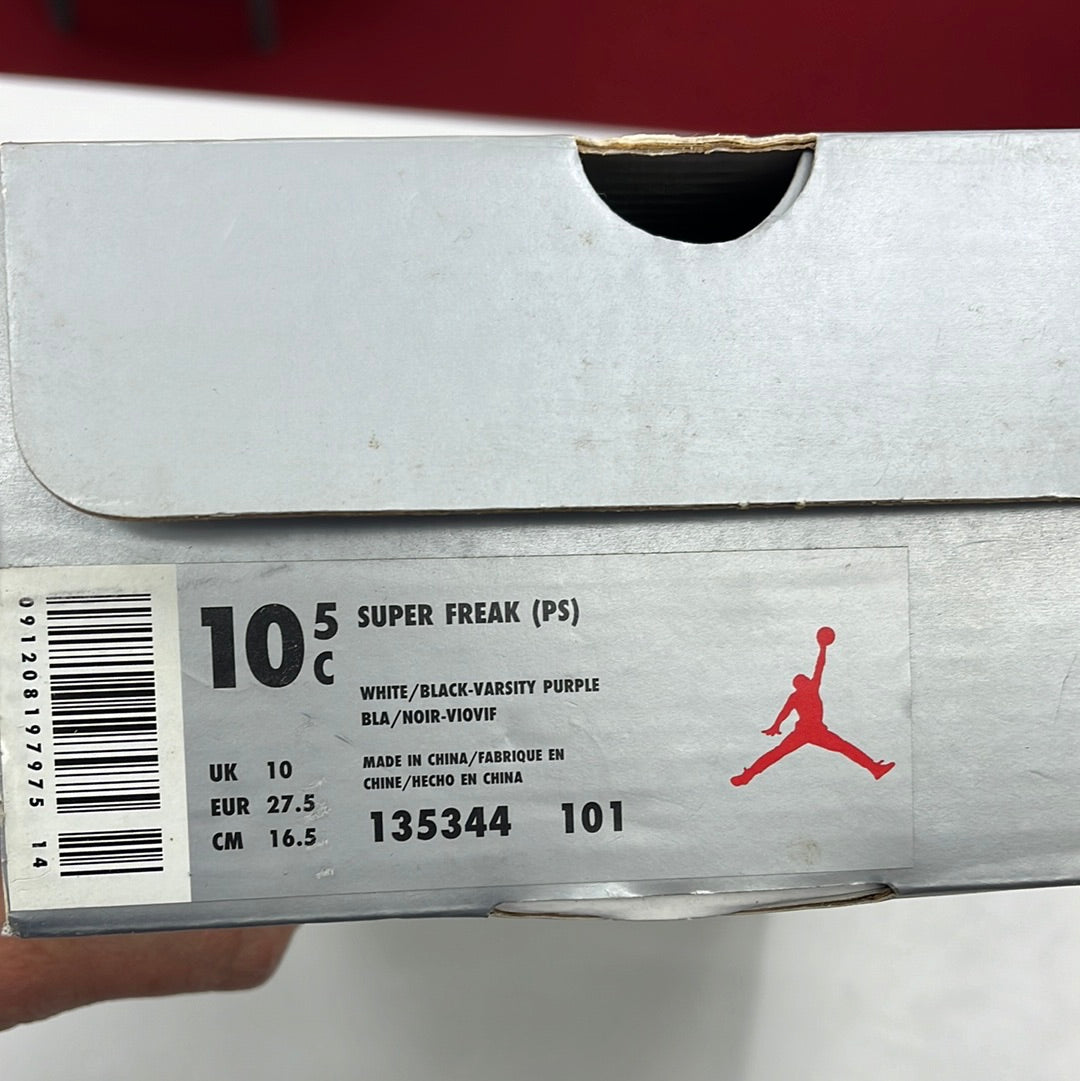 091208197975 14
10 5 C
SUPER FREAK (PS)
WHITE/BLACK-VARSITY PURPLE
BLA/NOIR-VIOVIF
MADE IN CHINA/FABRIQUE EN
CHINE/HECHO EN CHINA
UK 10
EUR 27.5
CM 16.5
135344 101